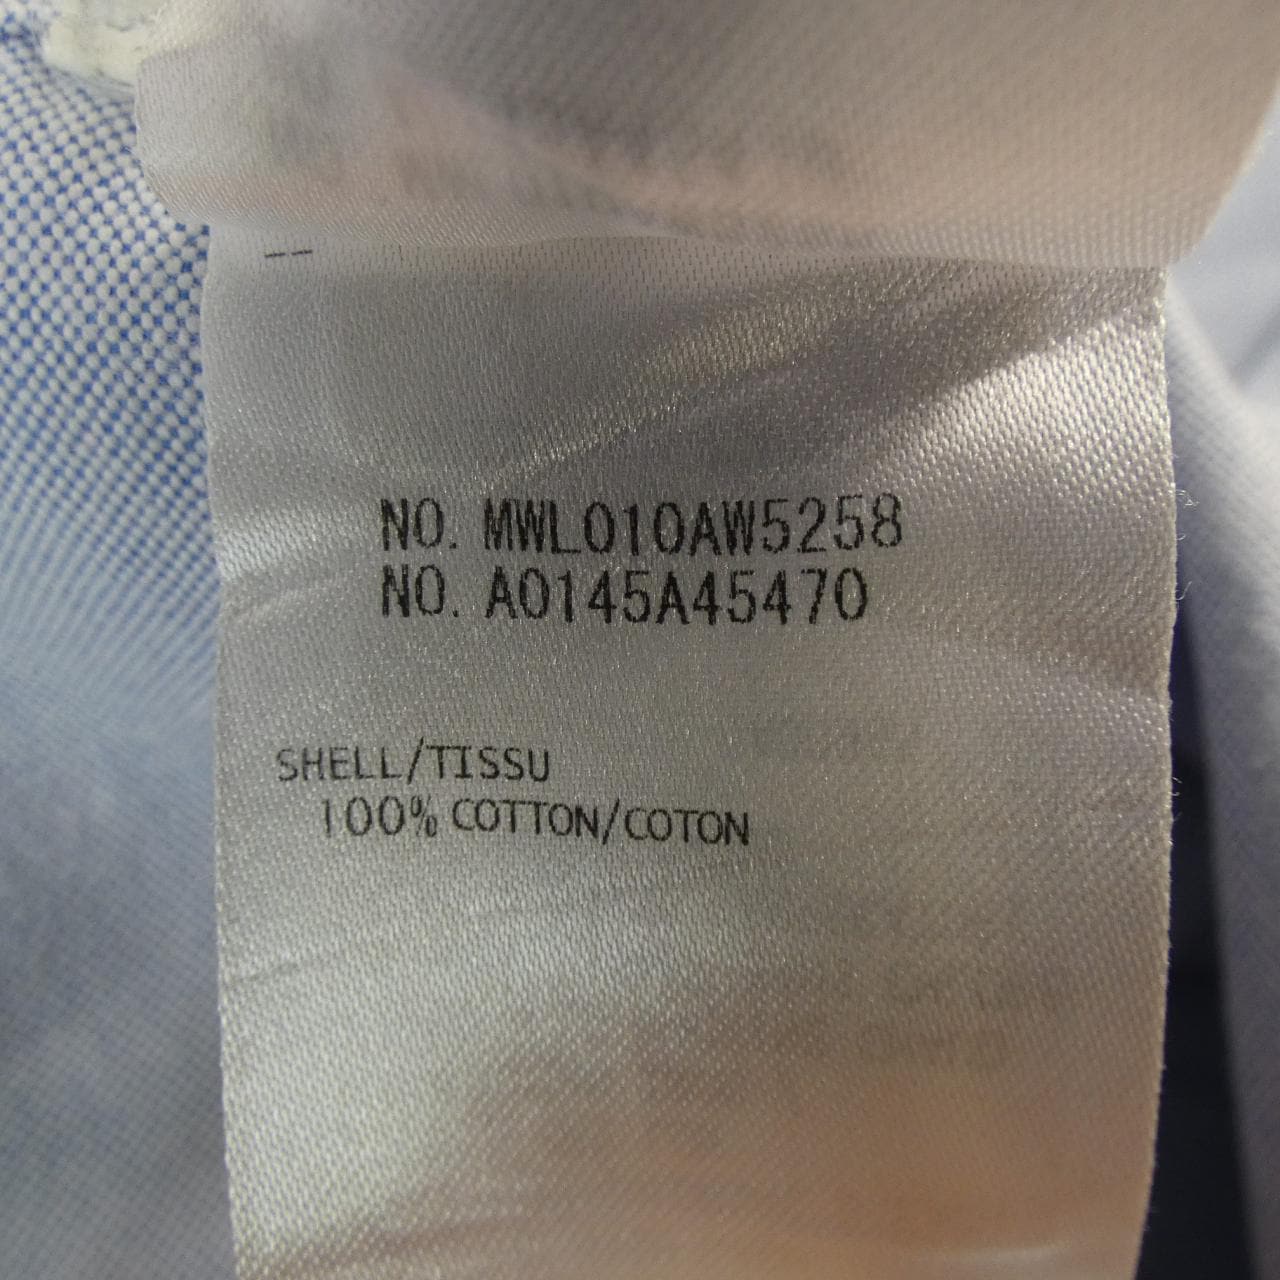 NO. MWL010AW5258
NO. A0145A45470
SHELL/TISSU
100% COTTON/COTON